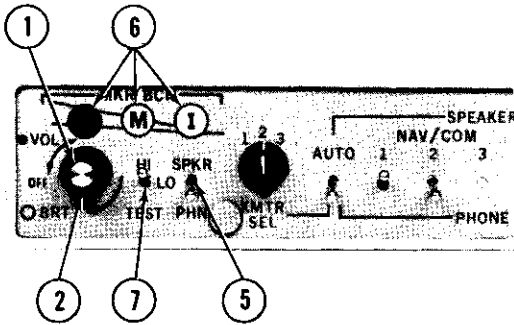 1 6
MKR/BCN
M I
SPEAKER
NAV/COM
VOL
1 2 3
AUTO 1 2 3
HI SPKR
OFF LO
BRT TEST PHN XMTR SEL PHONE
2 7 5